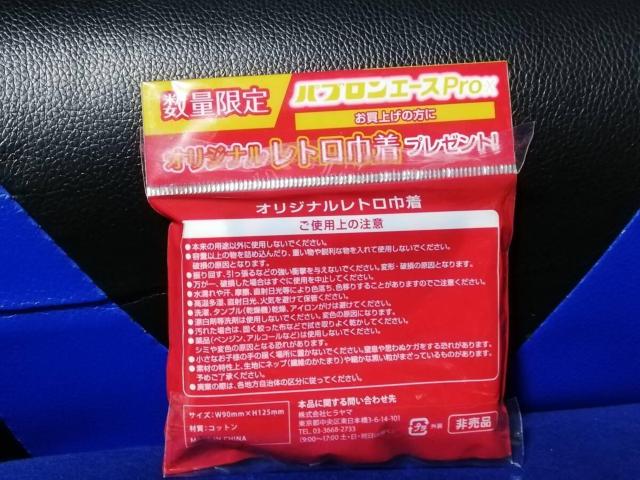 数量限定
パブロンエースProX
お買上げの方に
オリジナルレトロ巾着プレゼント!
オリジナルレトロ巾着
ご使用上の注意
●本来の用途以外に使用しないでください。
●容量以上の物を詰め込んだり、重い物や鋭利な物を入れて使用しないでください。
破損の原因となります。
●振り回す、引っ張るなどの強い衝撃を与えないでください。変形・破損の原因となります。
●万が一、破損した場合はすぐに使用を中止してください。
●水濡れや汗、摩擦、直射日光等により色落ち、色移りすることがありますのでご注意ください。
●高温多湿、直射日光、火気を避けて保管ください。
●洗濯、タンブル(乾燥機)乾燥、アイロンがけは避けてください。
●漂白剤等洗剤は使用しないでください。変色の原因になります。
●汚れた場合は、固く絞った布などで拭き取りよく乾かしてください。
●薬品(ベンジン、アルコールなど)は使用しないでください。
シミや変色の原因となる恐れがあります。
●小さなお子様の手の届く場所に置かないでください。窒息や思わぬケガをする恐れがあります。
●素材の特性上、生地にネップ(繊維のかたまり)や細かな黒い粒がまざっているものがあります。
予めご了承ください。
●廃棄の際は、各地方自治体の区分に従ってください。
サイズ:W90mm×H125mm
材質:コットン
MADE IN CHINA
本品に関する問い合わせ先
株式会社ヒラヤマ
東京都中央区東日本橋3-6-14-101
TEL. 03-3668-2733
(9:00~17:00 土・日・祝日
プラ
外装
非売品